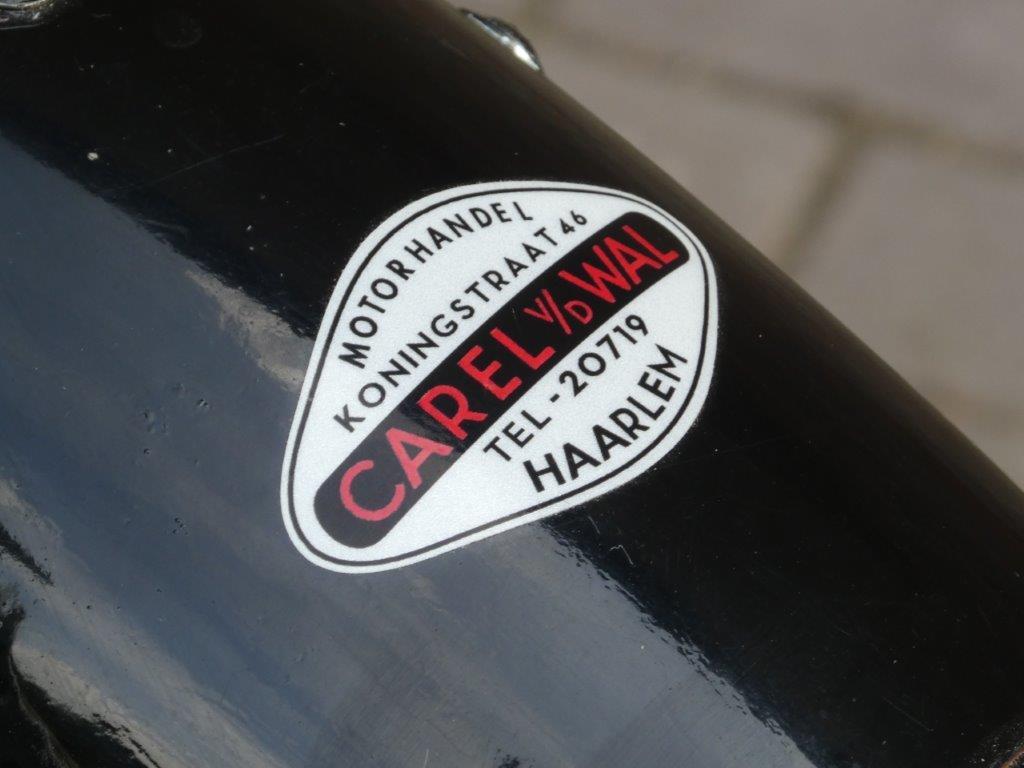 MOTORHANDEL
KONINGSTRAAT 46
CAREL V/D WAL
TEL - 20719
HAARLEM